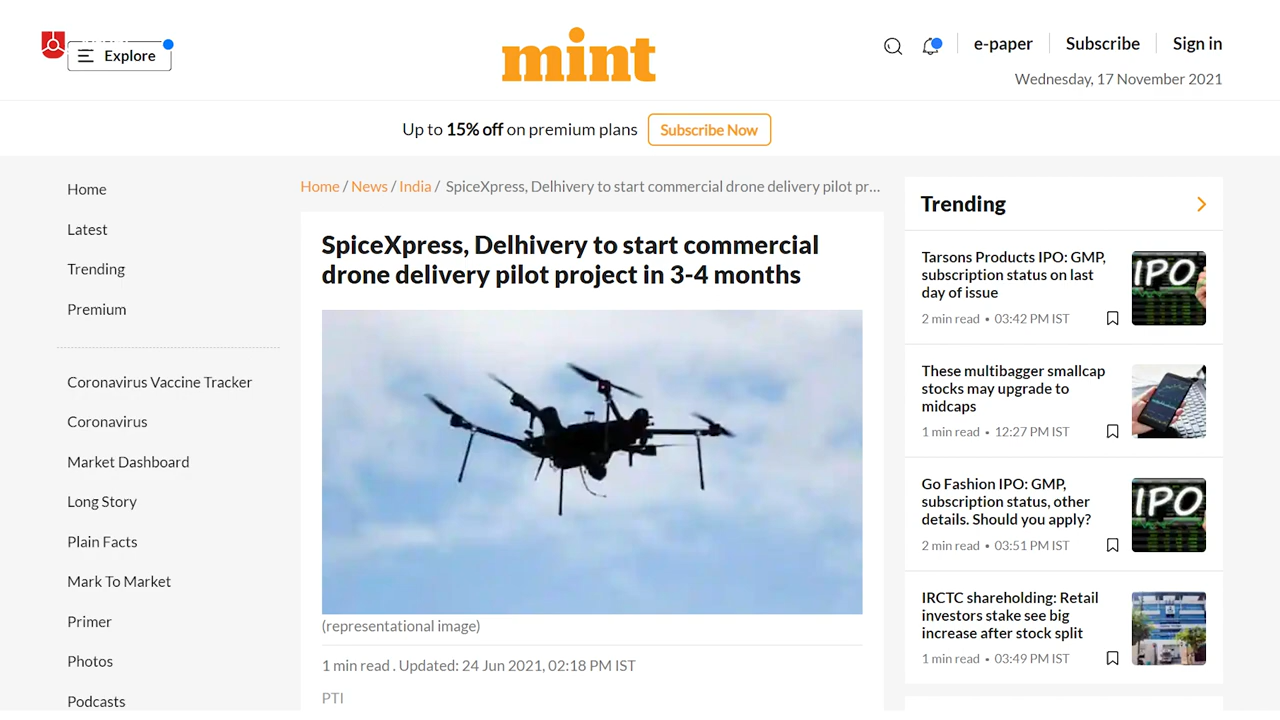 Explore
mint
e-paper
Subscribe
Sign in
Wednesday, 17 November 2021
Up to 15% off on premium plans
Subscribe Now
Home
Latest
Trending
Premium
Coronavirus Vaccine Tracker
Coronavirus
Market Dashboard
Long Story
Plain Facts
Mark To Market
Primer
Photos
Podcasts
Home / News / India / SpiceXpress, Delhivery to start commercial drone delivery pilot pr...
SpiceXpress, Delhivery to start commercial
drone delivery pilot project in 3-4 months
(representational image)
1 min read . Updated: 24 Jun 2021, 02:18 PM IST
PTI
Trending
Tarsons Products IPO: GMP,
subscription status on last
day of issue
2 min read • 03:42 PM IST
IPO
These multibagger smallcap
stocks may upgrade to
midcaps
1 min read • 12:27 PM IST
Go Fashion IPO: GMP,
subscription status, other
details. Should you apply?
2 min read • 03:51 PM IST
IPO
IRCTC shareholding: Retail
investors stake see big
increase after stock split
1 min read • 03:49 PM IST